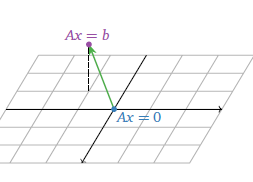 Ax = b
Ax = 0